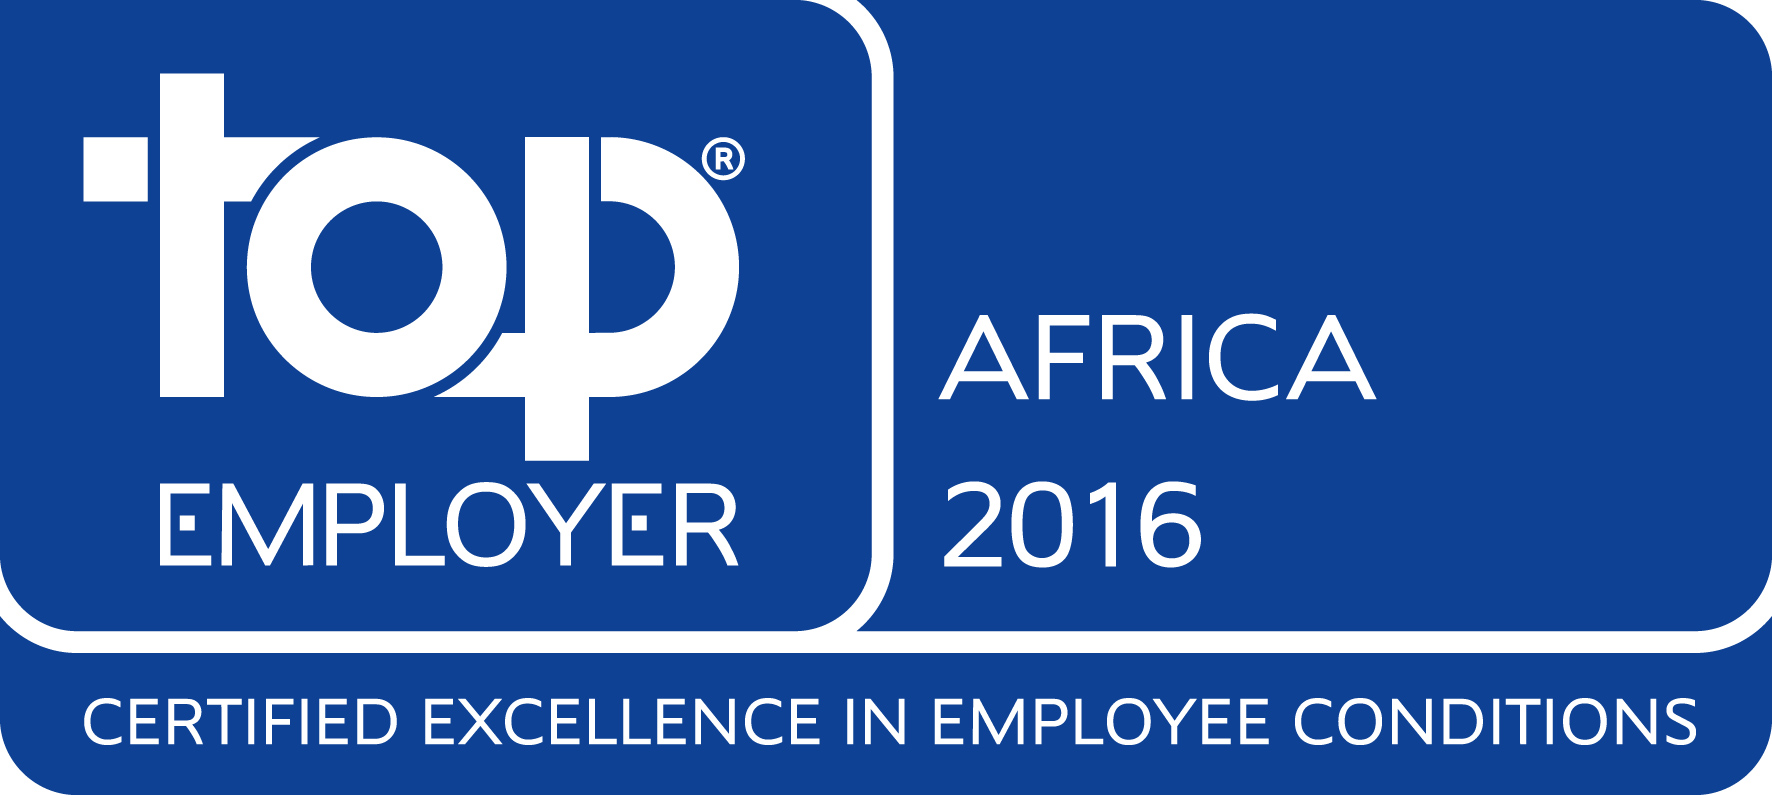 top®
EMPLOYER
AFRICA
2016
CERTIFIED EXCELLENCE IN EMPLOYEE CONDITIONS